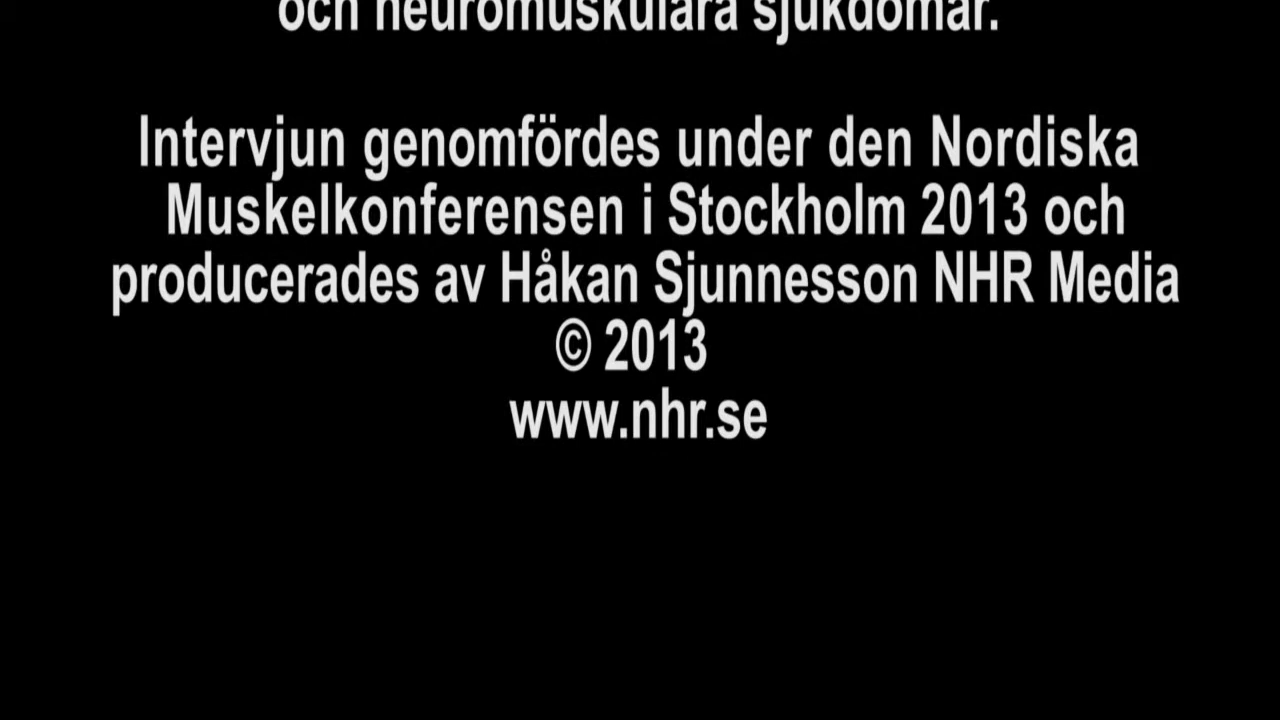 och neuromuskulära sjukdomar.
Intervjun genomfördes under den Nordiska
Muskelkonferensen i Stockholm 2013 och
producerades av Håkan Sjunnesson NHR Media
© 2013
www.nhr.se